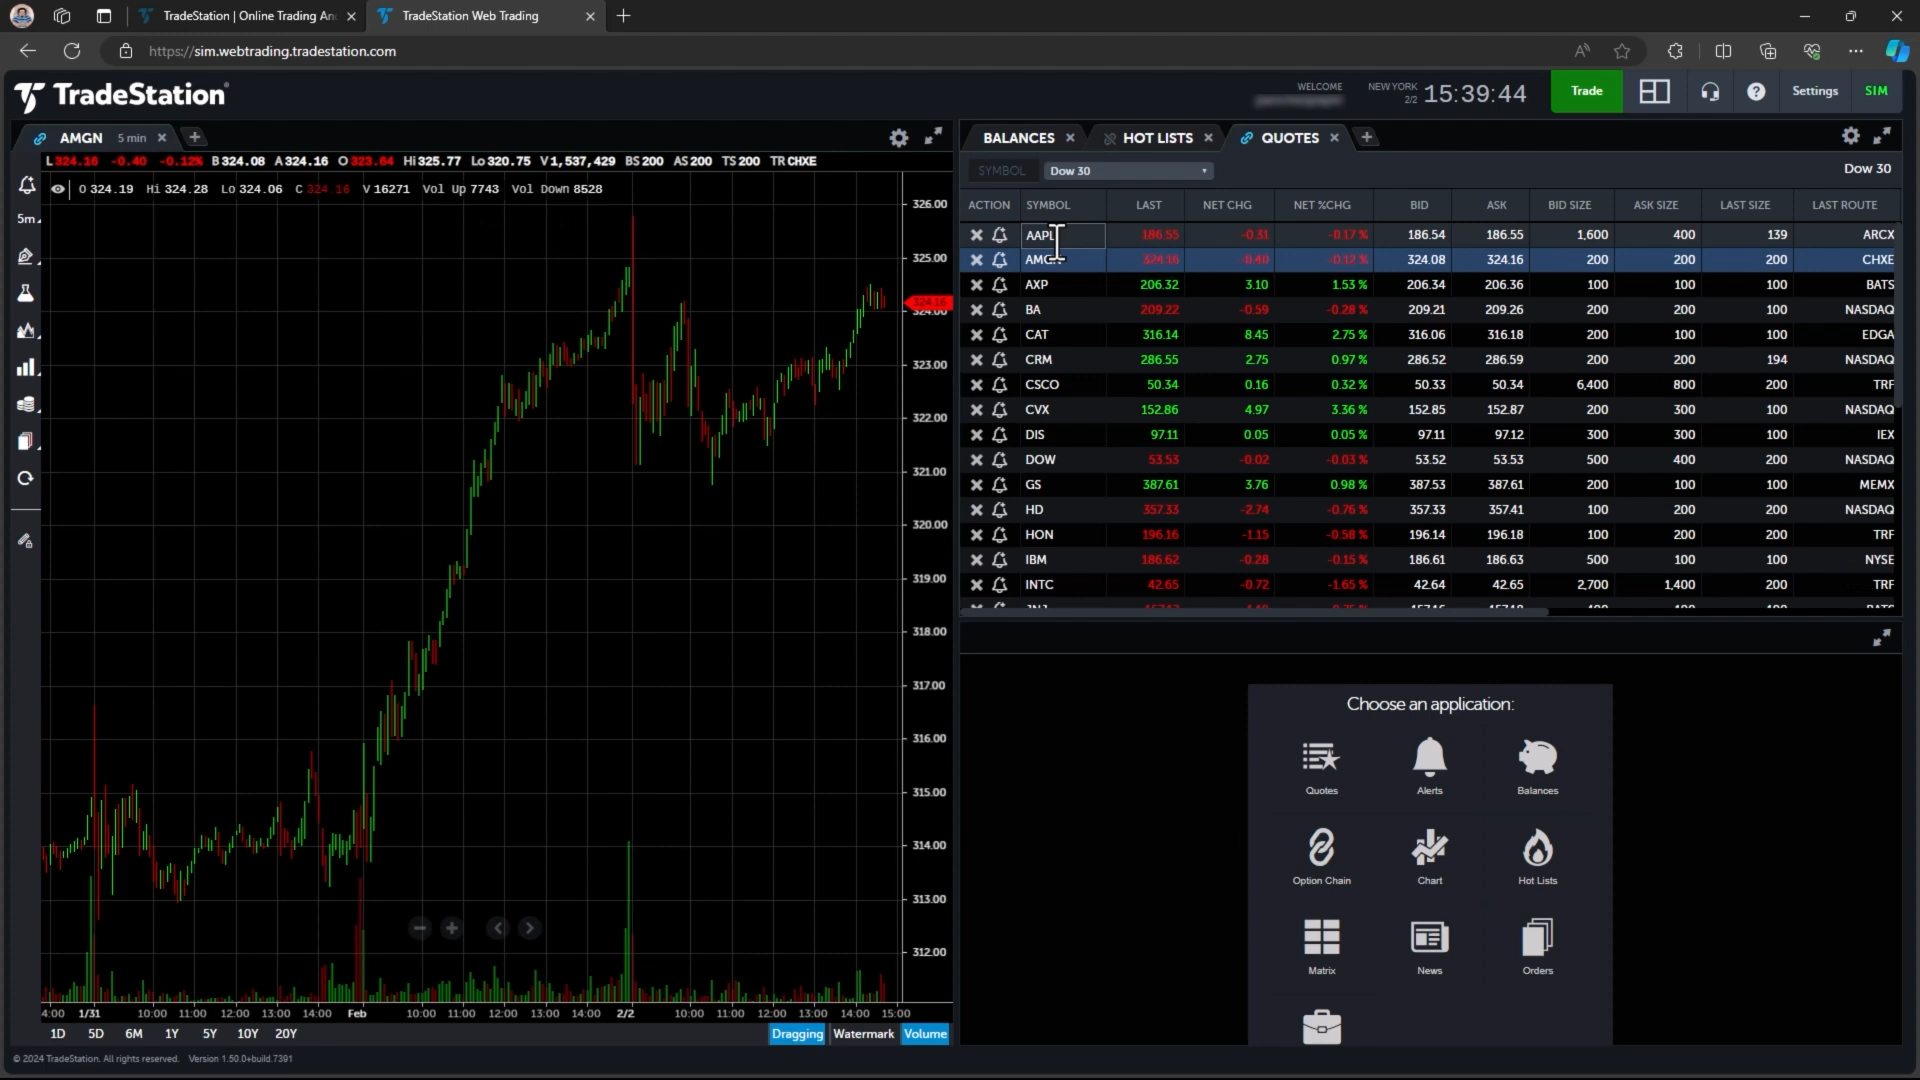 TradeStation | Online Trading An
TradeStation Web Trading
https://sim.webtrading.tradestation.com
TradeStation
WELCOME
NEW YORK
2/2
15:39:44
Trade
?
Settings
SIM
AMGN 5 min
L 324.16 -0.40 -0.12% B 324.08 A 324.16 O 323.64 Hi 325.77 Lo 320.75 V 1,537,429 BS 200 AS 200 TS 200 TR CHXE
O 324.19 Hi 324.28 Lo 324.06 C 324.16 V 16271 Vol Up 7743 Vol Down 8528
5m
326.00
325.00
324.16
324.00
323.00
322.00
321.00
320.00
319.00
318.00
317.00
316.00
315.00
314.00
313.00
312.00
4:00 1/31 10:00 11:00 12:00 13:00 14:00 Feb 10:00 11:00 12:00 13:00 14:00 2/2 10:00 11:00 12:00 13:00 14:00 15:00
1D 5D 6M 1Y 5Y 10Y 20Y
Dragging Watermark Volume
© 2024 TradeStation. All rights reserved. Version 1.50.0+build.7391
BALANCES HOT LISTS QUOTES
SYMBOL Dow 30 Dow 30
ACTION SYMBOL LAST NET CHG NET %CHG BID ASK BID SIZE ASK SIZE LAST SIZE LAST ROUTE
AAPL 186.55 -0.31 -0.17 % 186.54 186.55 1,600 400 139 ARCX
AMGN 324.16 -0.40 -0.12 % 324.08 324.16 200 200 200 CHXE
AXP 206.32 3.10 1.53 % 206.34 206.36 100 100 100 BATS
BA 209.22 -0.59 -0.28 % 209.21 209.26 200 200 100 NASDAQ
CAT 316.14 8.45 2.75 % 316.06 316.18 200 100 100 EDGA
CRM 286.55 2.75 0.97 % 286.52 286.59 200 200 194 NASDAQ
CSCO 50.34 0.16 0.32 % 50.33 50.34 6,400 800 200 TRF
CVX 152.86 4.97 3.36 % 152.85 152.87 200 300 100 NASDAQ
DIS 97.11 0.05 0.05 % 97.11 97.12 300 300 100 IEX
DOW 53.53 -0.02 -0.03 % 53.52 53.53 500 400 200 NASDAQ
GS 387.61 3.76 0.98 % 387.53 387.61 200 100 100 MEMX
HD 357.33 -2.74 -0.76 % 357.33 357.41 100 200 200 NASDAQ
HON 196.16 -1.15 -0.58 % 196.14 196.18 100 200 100 TRF
IBM 186.62 -0.28 -0.15 % 186.61 186.63 500 100 100 NYSE
INTC 42.65 -0.72 -1.65 % 42.64 42.65 2,700 1,400 200 TRF
Choose an application:
Quotes Alerts Balances
Option Chain Chart Hot Lists
Matrix News Orders